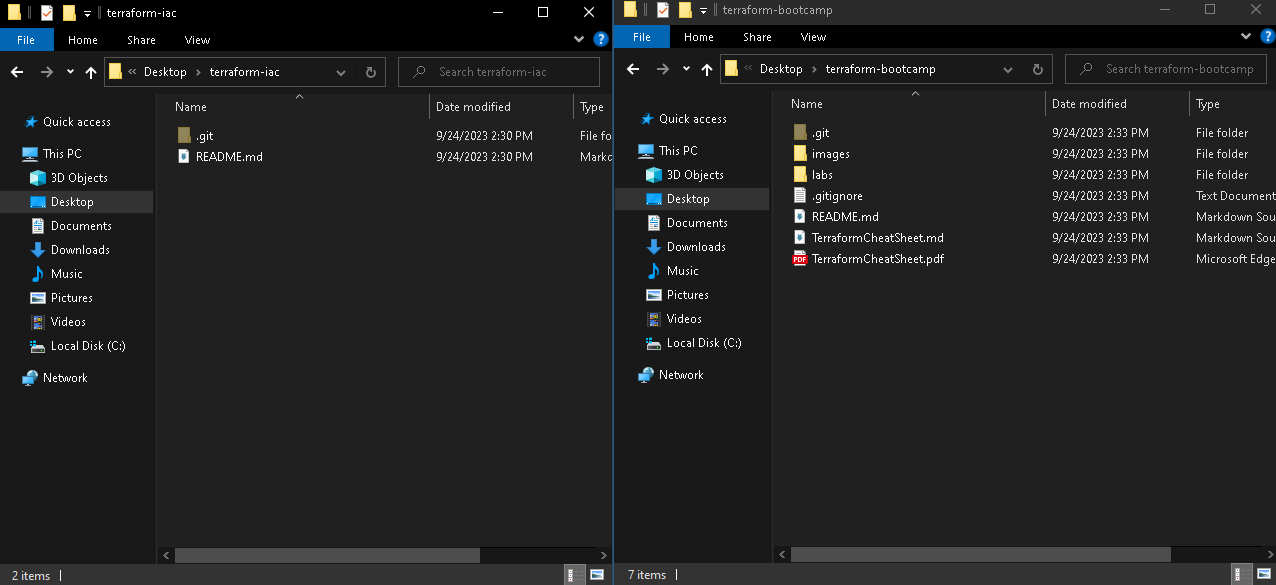 terraform-iac
File Home Share View
Desktop terraform-iac
Search terraform-iac
Name Date modified Type
Quick access
This PC
3D Objects
Desktop
Documents
Downloads
Music
Pictures
Videos
Local Disk (C:)
Network
.git 9/24/2023 2:30 PM File fo
README.md 9/24/2023 2:30 PM Markc
2 items
terraform-bootcamp
File Home Share View
Desktop terraform-bootcamp
Search terraform-bootcamp
Name Date modified Type
Quick access
This PC
3D Objects
Desktop
Documents
Downloads
Music
Pictures
Videos
Local Disk (C:)
Network
.git 9/24/2023 2:33 PM File folder
images 9/24/2023 2:33 PM File folder
labs 9/24/2023 2:33 PM File folder
.gitignore 9/24/2023 2:33 PM Text Document
README.md 9/24/2023 2:33 PM Markdown Sou
TerraformCheatSheet.md 9/24/2023 2:33 PM Markdown Sou
PDF TerraformCheatSheet.pdf 9/24/2023 2:33 PM Microsoft Edge
7 items